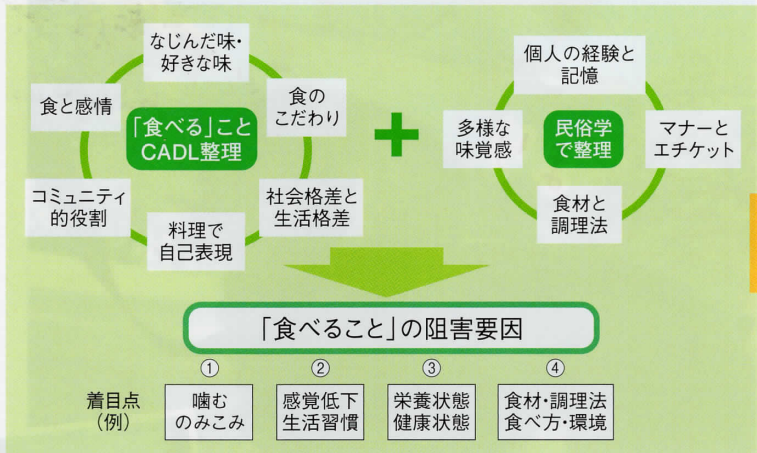 なじんだ味・
好きな味
食と感情
食の
こだわり
「食べる」こと
CADL整理
コミュニティ
的役割
社会格差と
生活格差
料理で
自己表現
+
個人の経験と
記憶
多様な
味覚感
民俗学
で整理
マナーと
エチケット
食材と
調理法
「食べること」の阻害要因
着目点
(例)
①
噛む
のみこみ
②
感覚低下
生活習慣
③
栄養状態
健康状態
④
食材・調理法
食べ方・環境